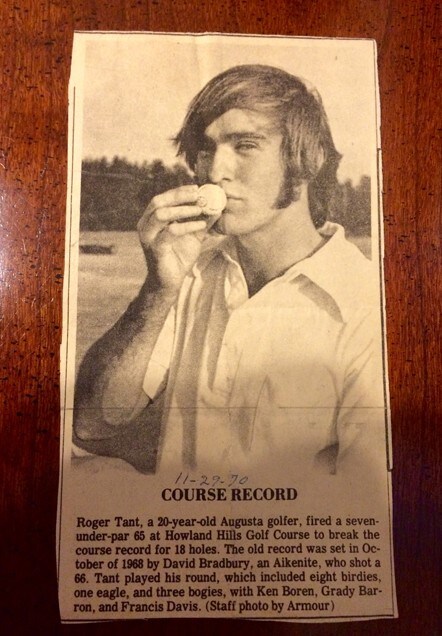 11-29-70
COURSE RECORD
Roger Tant, a 20-year-old Augusta golfer, fired a seven-
under-par 65 at Howland Hills Golf Course to break the
course record for 18 holes. The old record was set in Oc-
tober of 1968 by David Bradbury, an Aikenite, who shot a
66. Tant played his round, which included eight birdies,
one eagle, and three bogies, with Ken Boren, Grady Bar-
ron, and Francis Davis. (Staff photo by Armour)